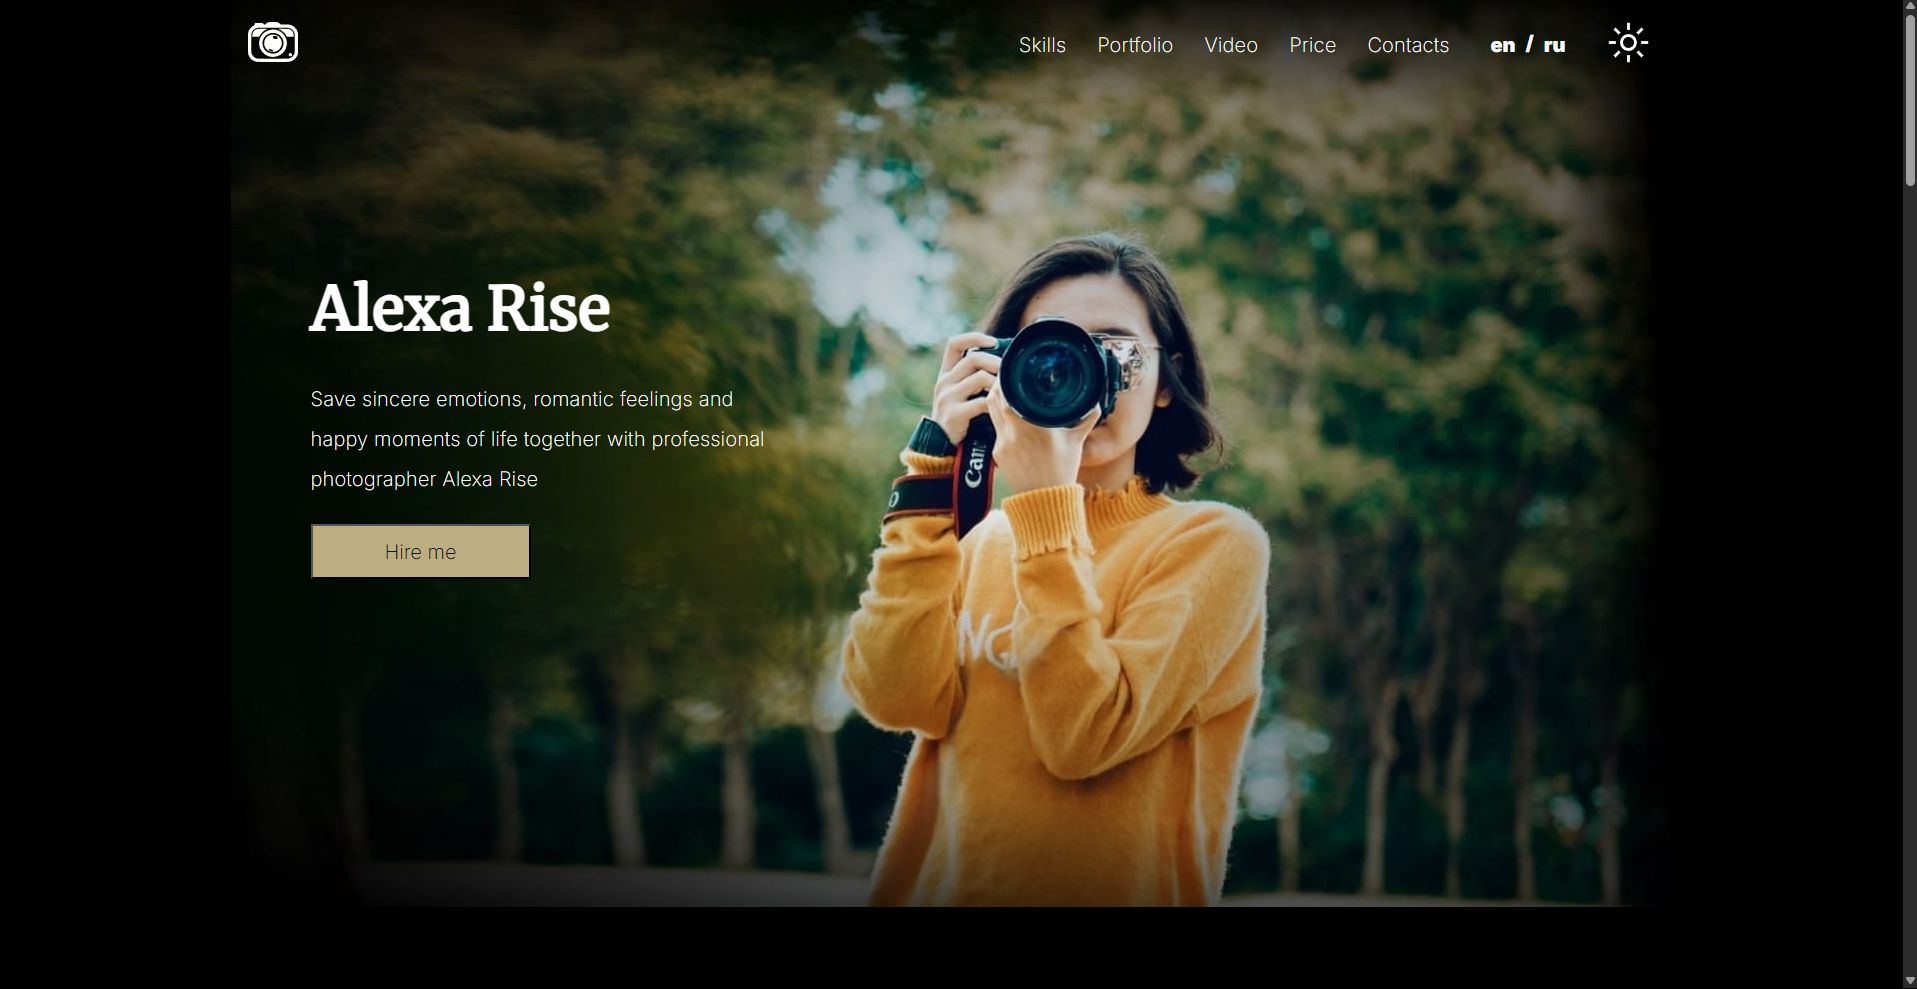 Skills Portfolio Video Price Contacts en / ru
Alexa Rise
Save sincere emotions, romantic feelings and
happy moments of life together with professional
photographer Alexa Rise
Hire me